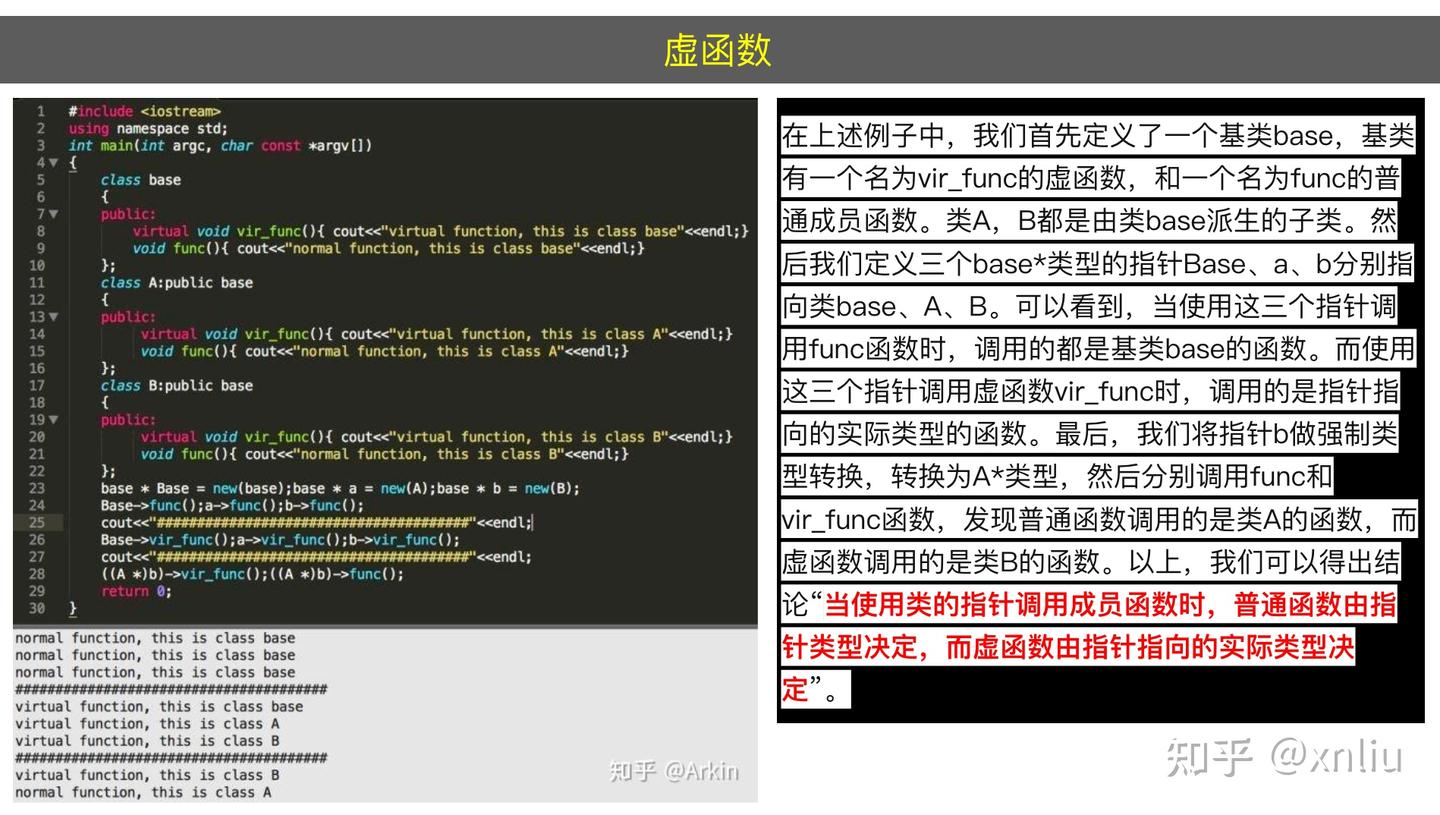 虚函数
1 #include <iostream>
2 using namespace std;
3 int main(int argc, char const *argv[])
4 {
5 class base
6 {
7 public:
8 virtual void vir_func(){ cout<<"virtual function, this is class base"<<endl;}
9 void func(){ cout<<"normal function, this is class base"<<endl;}
10 };
11 class A:public base
12 {
13 public:
14 virtual void vir_func(){ cout<<"virtual function, this is class A"<<endl;}
15 void func(){ cout<<"normal function, this is class A"<<endl;}
16 };
17 class B:public base
18 {
19 public:
20 virtual void vir_func(){ cout<<"virtual function, this is class B"<<endl;}
21 void func(){ cout<<"normal function, this is class B"<<endl;}
22 };
23 base * Base = new(base);base * a = new(A);base * b = new(B);
24 Base->func();a->func();b->func();
25 cout<<"#######################################"<<endl;
26 Base->vir_func();a->vir_func();b->vir_func();
27 cout<<"#######################################"<<endl;
28 ((A *)b)->vir_func();((A *)b)->func();
29 return 0;
30 }
normal function, this is class base
normal function, this is class base
normal function, this is class base
#######################################
virtual function, this is class base
virtual function, this is class A
virtual function, this is class B
#######################################
virtual function, this is class B
normal function, this is class A
知乎 @Arkin
在上述例子中，我们首先定义了一个基类base，基类
有一个名为vir_func的虚函数，和一个名为func的普
通成员函数。类A，B都是由类base派生的子类。然
后我们定义三个base*类型的指针Base、a、b分别指
向类base、A、B。可以看到，当使用这三个指针调
用func函数时，调用的都是基类base的函数。而使用
这三个指针调用虚函数vir_func时，调用的是指针指
向的实际类型的函数。最后，我们将指针b做强制类
型转换，转换为A*类型，然后分别调用func和
vir_func函数，发现普通函数调用的是类A的函数，而
虚函数调用的是类B的函数。以上，我们可以得出结
论“当使用类的指针调用成员函数时，普通函数由指
针类型决定，而虚函数由指针指向的实际类型决
定”。
知乎 @xnliu